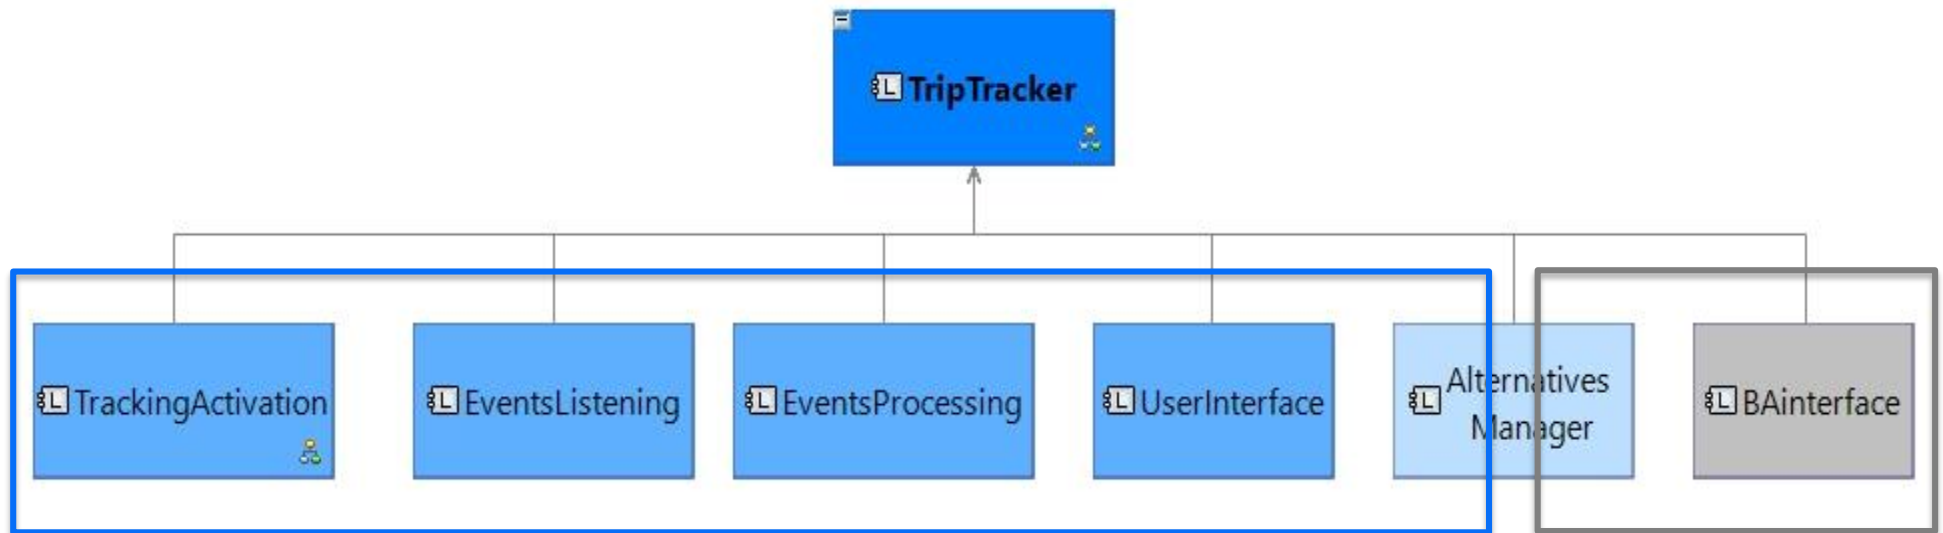 TripTracker
TrackingActivation
EventsListening
EventsProcessing
UserInterface
Alternatives
Manager
BAinterface